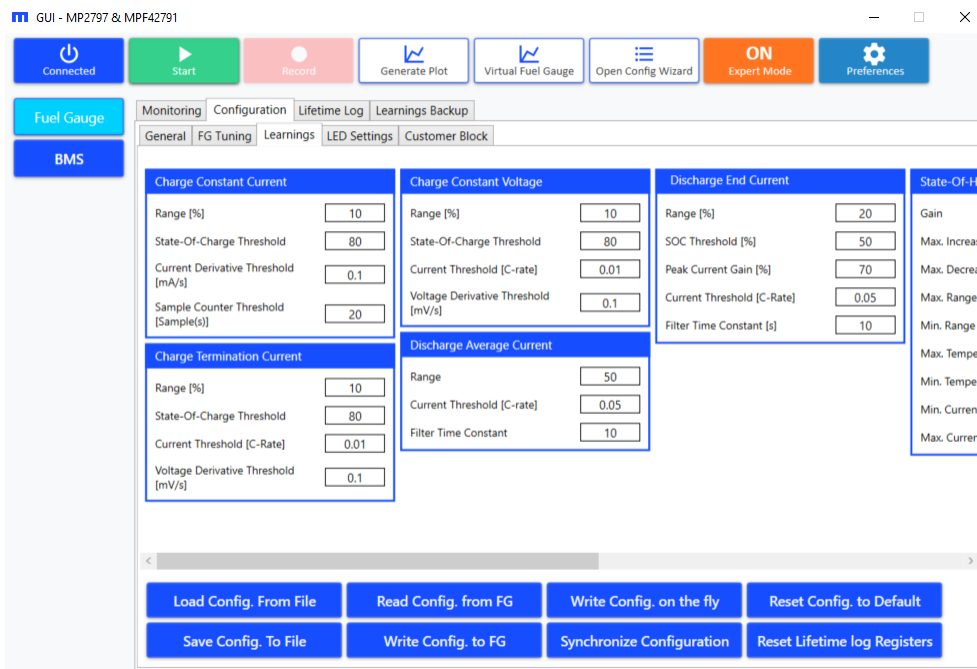 GUI - MP2797 & MPF42791
Connected
Start
Record
Generate Plot
Virtual Fuel Gauge
Open Config Wizard
ON
Expert Mode
Preferences
Fuel Gauge
BMS
Monitoring Configuration Lifetime Log Learnings Backup
General FG Tuning Learnings LED Settings Customer Block
Charge Constant Current
Range [%] 10
State-Of-Charge Threshold 80
Current Derivative Threshold
[mA/s] 0.1
Sample Counter Threshold
[Sample(s)] 20
Charge Termination Current
Range [%] 10
State-Of-Charge Threshold 80
Current Threshold [C-Rate] 0.01
Voltage Derivative Threshold
[mV/s] 0.1
Charge Constant Voltage
Range [%] 10
State-Of-Charge Threshold 80
Current Threshold [C-rate] 0.01
Voltage Derivative Threshold
[mV/s] 0.1
Discharge Average Current
Range 50
Current Threshold [C-rate] 0.05
Filter Time Constant 10
Discharge End Current
Range [%] 20
SOC Threshold [%] 50
Peak Current Gain [%] 70
Current Threshold [C-Rate] 0.05
Filter Time Constant [s] 10
State-Of-H
Gain
Max. Increa
Max. Decrea
Max. Range
Min. Range
Max. Tempe
Min. Tempe
Min. Curren
Max. Curren
Load Config. From File
Read Config. from FG
Write Config. on the fly
Reset Config. to Default
Save Config. To File
Write Config. to FG
Synchronize Configuration
Reset Lifetime log Registers